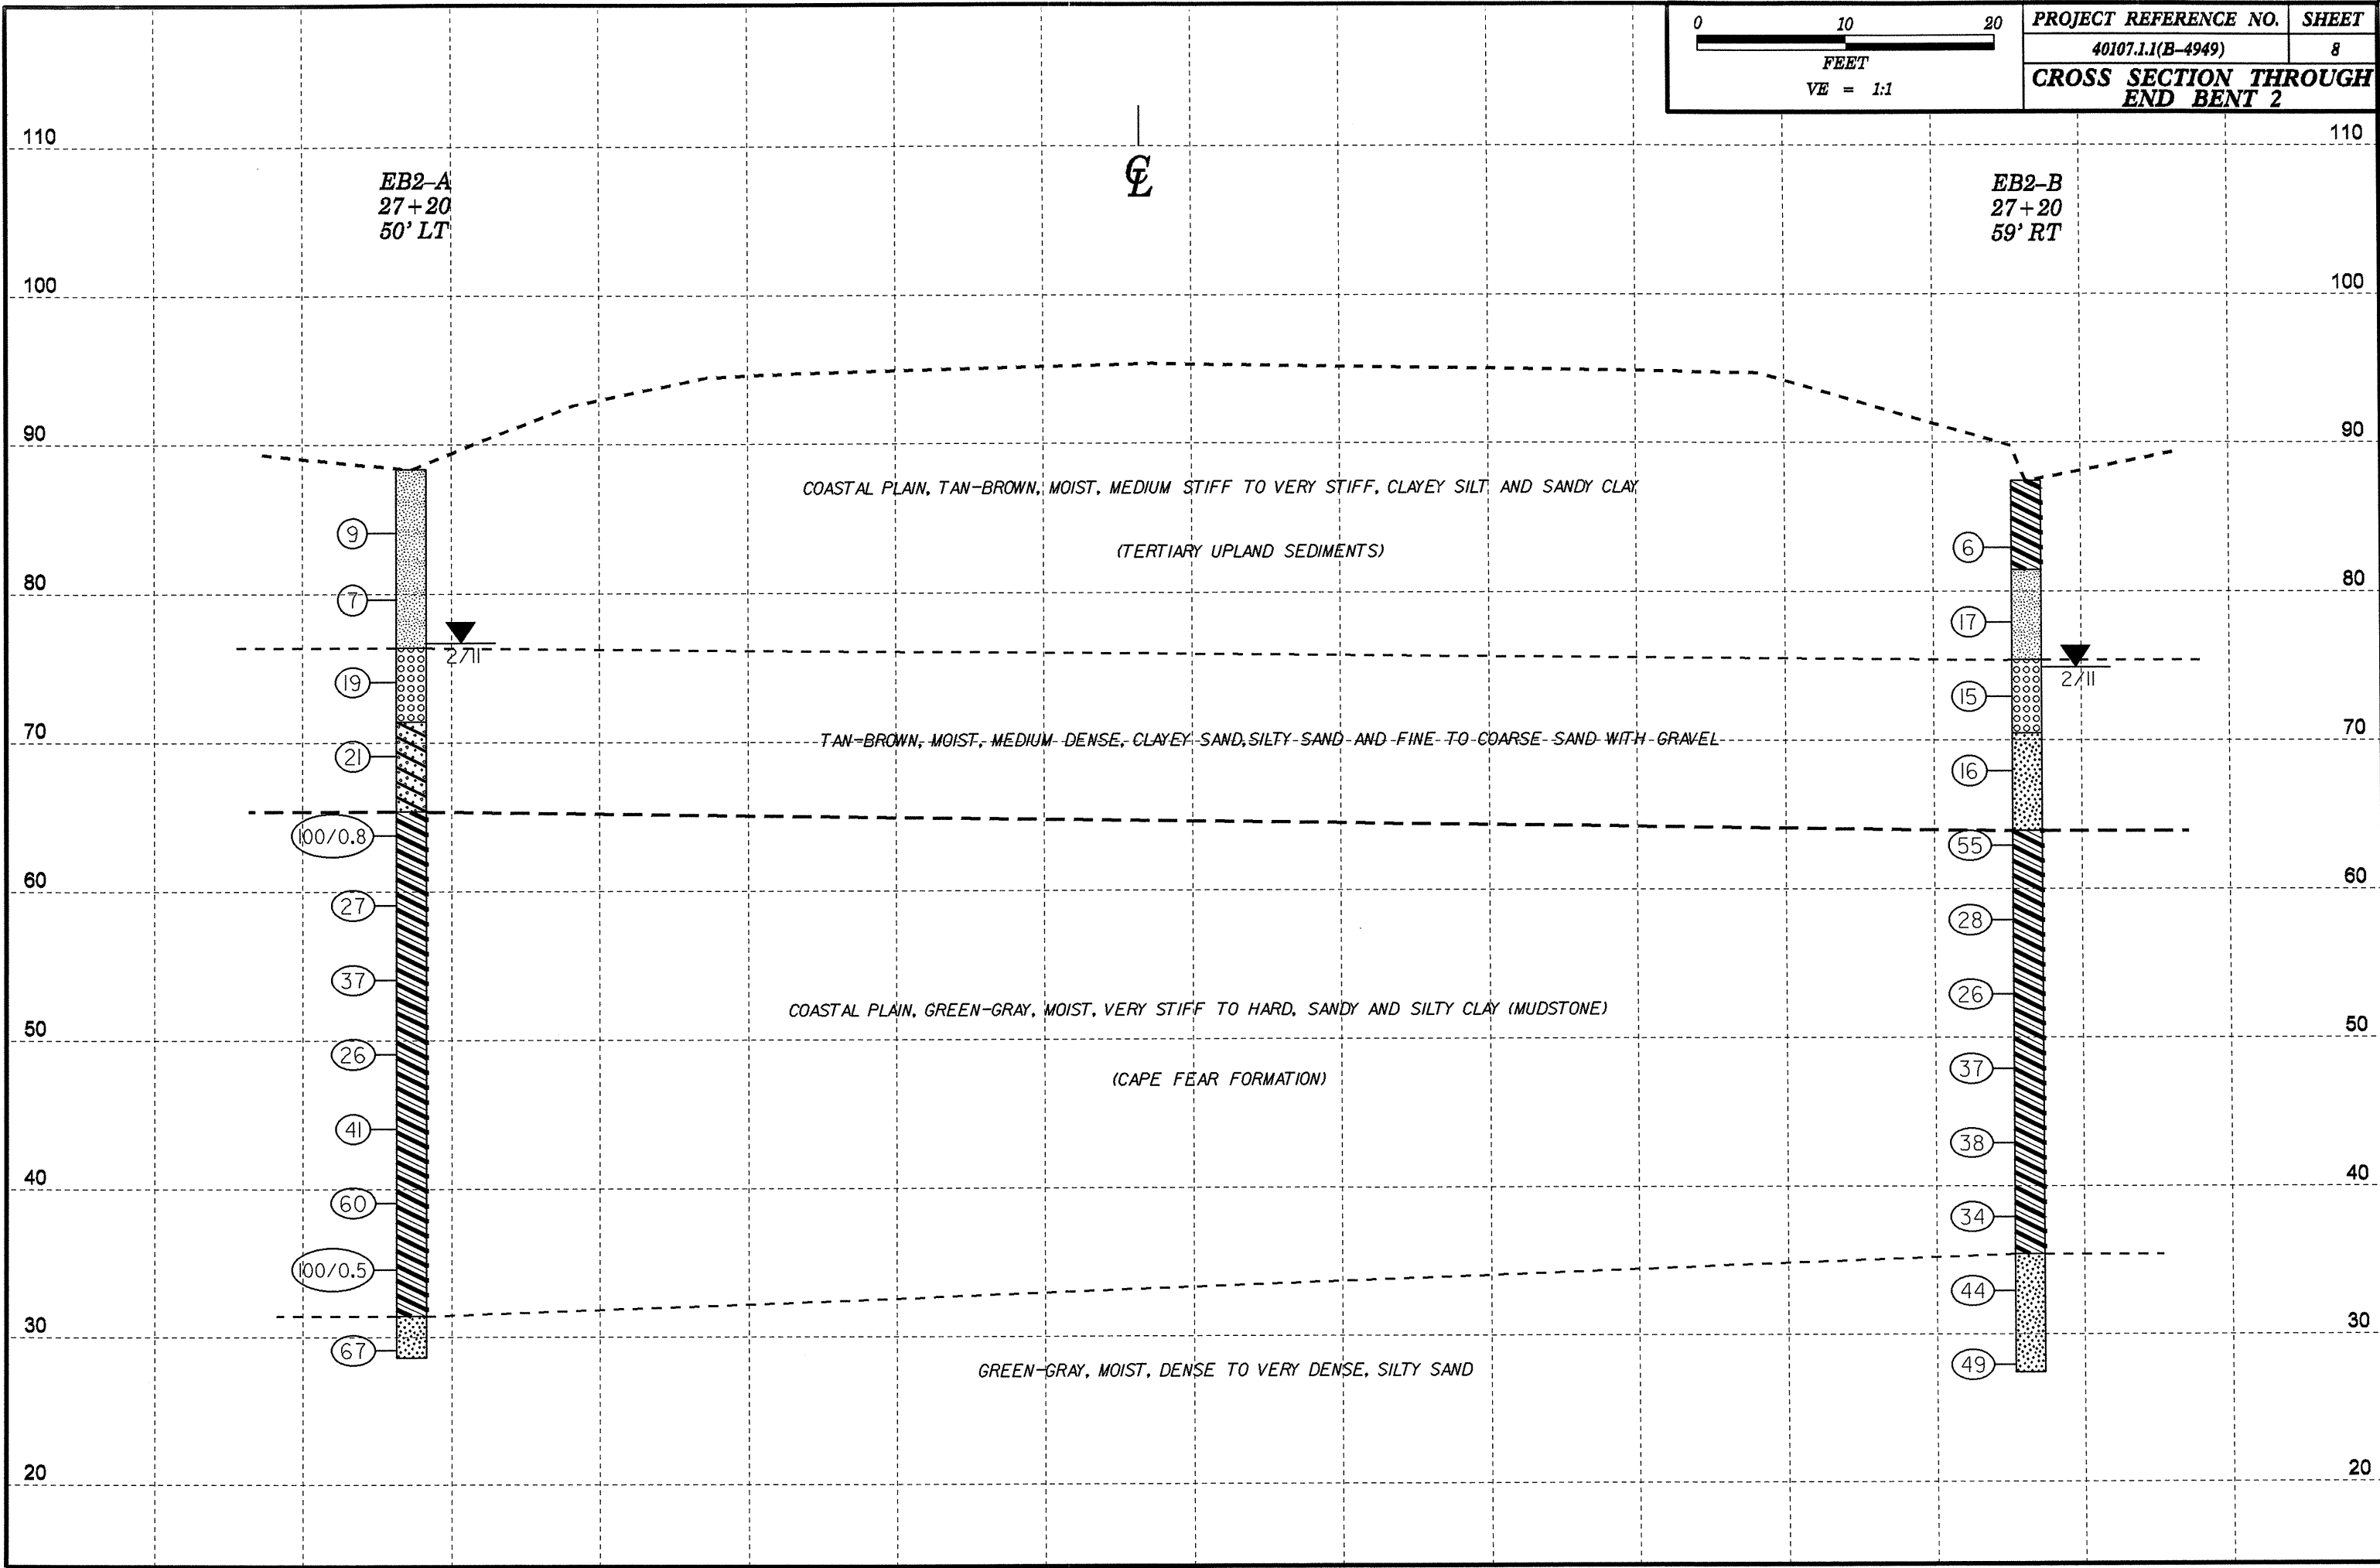 0 10 20
FEET
VE = 1:1
PROJECT REFERENCE NO. SHEET
40107.1.1(B-4949) 8
CROSS SECTION THROUGH
END BENT 2
110 110
CL
EB2-A
27+20
50' LT
EB2-B
27+20
59' RT
100 100
90 90
COASTAL PLAIN, TAN-BROWN, MOIST, MEDIUM STIFF TO VERY STIFF, CLAYEY SILT AND SANDY CLAY
9
(TERTIARY UPLAND SEDIMENTS)
6
80 80
7
17
2/11
2/11
19
15
70 70
TAN-BROWN, MOIST, MEDIUM DENSE, CLAYEY SAND, SILTY SAND AND FINE TO COARSE SAND WITH GRAVEL
21
16
100/0.8
55
60 60
27
28
37
26
COASTAL PLAIN, GREEN-GRAY, MOIST, VERY STIFF TO HARD, SANDY AND SILTY CLAY (MUDSTONE)
50 50
26
37
(CAPE FEAR FORMATION)
41
38
40 40
60
34
100/0.5
44
30 30
67
49
GREEN-GRAY, MOIST, DENSE TO VERY DENSE, SILTY SAND
20 20